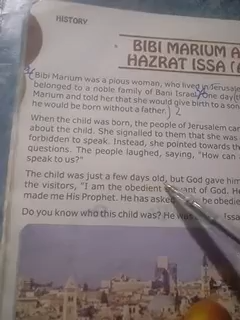 HISTORY
BIBI MARIUM A
HAZRAT ISSA (A
Bibi Marium was a pious woman, who lived in Jerusale
belonged to a noble family of Bani Israel. One day (
Marium and told her that she would give birth to a son
he would be born without a father.
When the child was born, the people of Jerusalem car
about the child. She signalled to them that she was
forbidden to speak. Instead, she pointed towards th
questions. The people laughed, saying, "How can
speak to us?"
The child was just a few days old, but God gave him
the visitors, "I am the obedient ant of God. He
made me His Prophet. He has asked be obedie
Do you know who this child was? He wa Issa